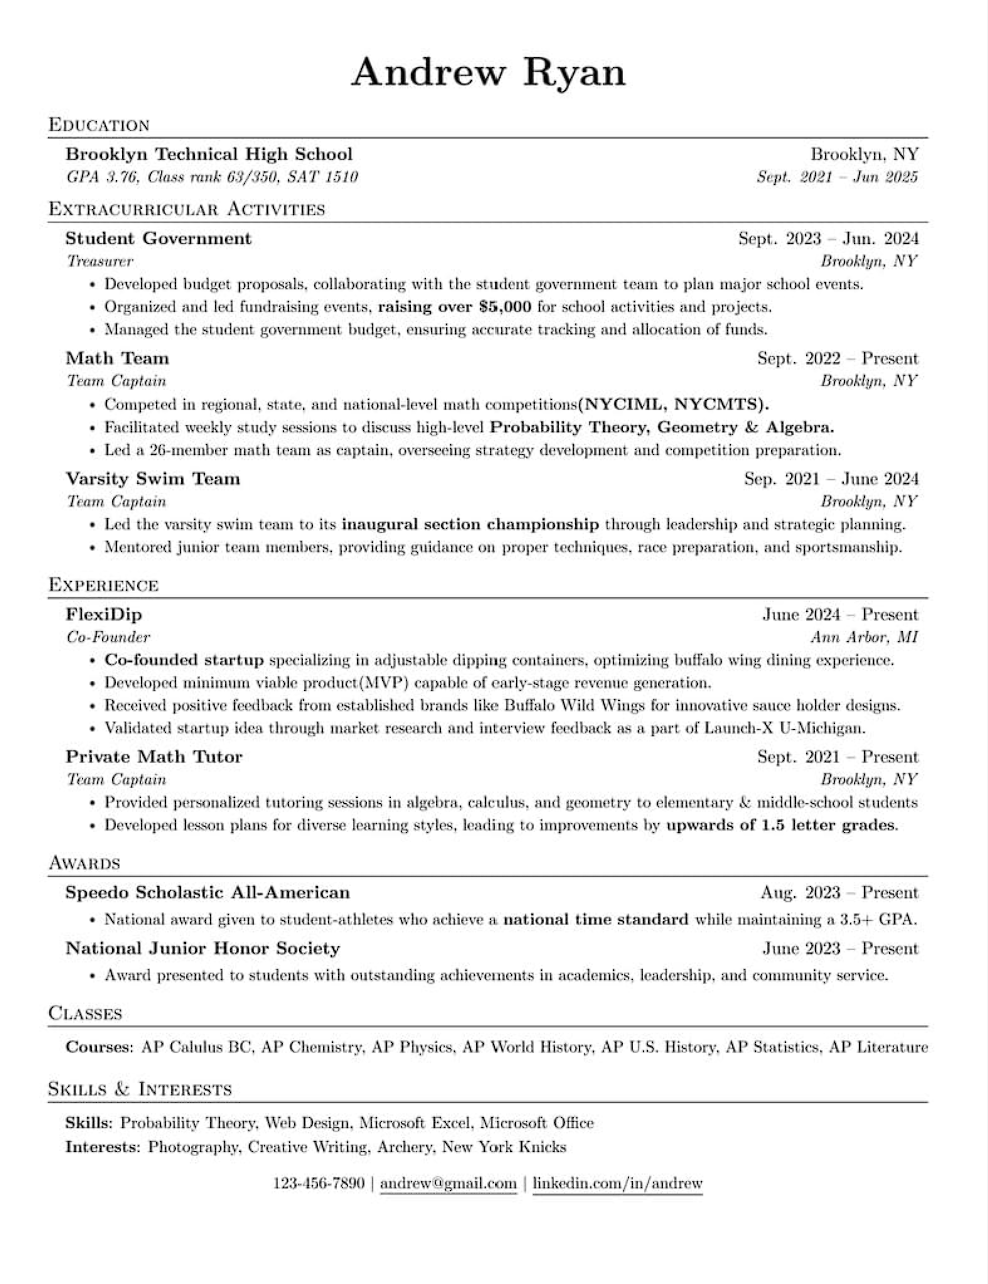 Andrew Ryan
EDUCATION
Brooklyn Technical High School Brooklyn, NY
GPA 3.76, Class rank 63/350, SAT 1510 Sept. 2021 – Jun 2025
EXTRACURRICULAR ACTIVITIES
Student Government Sept. 2023 – Jun. 2024
Treasurer Brooklyn, NY
• Developed budget proposals, collaborating with the student government team to plan major school events.
• Organized and led fundraising events, raising over $5,000 for school activities and projects.
• Managed the student government budget, ensuring accurate tracking and allocation of funds.
Math Team Sept. 2022 – Present
Team Captain Brooklyn, NY
• Competed in regional, state, and national-level math competitions(NYCIML, NYCMTS).
• Facilitated weekly study sessions to discuss high-level Probability Theory, Geometry & Algebra.
• Led a 26-member math team as captain, overseeing strategy development and competition preparation.
Varsity Swim Team Sep. 2021 – June 2024
Team Captain Brooklyn, NY
• Led the varsity swim team to its inaugural section championship through leadership and strategic planning.
• Mentored junior team members, providing guidance on proper techniques, race preparation, and sportsmanship.
EXPERIENCE
FlexiDip June 2024 – Present
Co-Founder Ann Arbor, MI
• Co-founded startup specializing in adjustable dipping containers, optimizing buffalo wing dining experience.
• Developed minimum viable product(MVP) capable of early-stage revenue generation.
• Received positive feedback from established brands like Buffalo Wild Wings for innovative sauce holder designs.
• Validated startup idea through market research and interview feedback as a part of Launch-X U-Michigan.
Private Math Tutor Sept. 2021 – Present
Team Captain Brooklyn, NY
• Provided personalized tutoring sessions in algebra, calculus, and geometry to elementary & middle-school students
• Developed lesson plans for diverse learning styles, leading to improvements by upwards of 1.5 letter grades.
AWARDS
Speedo Scholastic All-American Aug. 2023 – Present
• National award given to student-athletes who achieve a national time standard while maintaining a 3.5+ GPA.
National Junior Honor Society June 2023 – Present
• Award presented to students with outstanding achievements in academics, leadership, and community service.
CLASSES
Courses: AP Calulus BC, AP Chemistry, AP Physics, AP World History, AP U.S. History, AP Statistics, AP Literature
SKILLS & INTERESTS
Skills: Probability Theory, Web Design, Microsoft Excel, Microsoft Office
Interests: Photography, Creative Writing, Archery, New York Knicks
123-456-7890 | andrew@gmail.com | linkedin.com/in/andrew